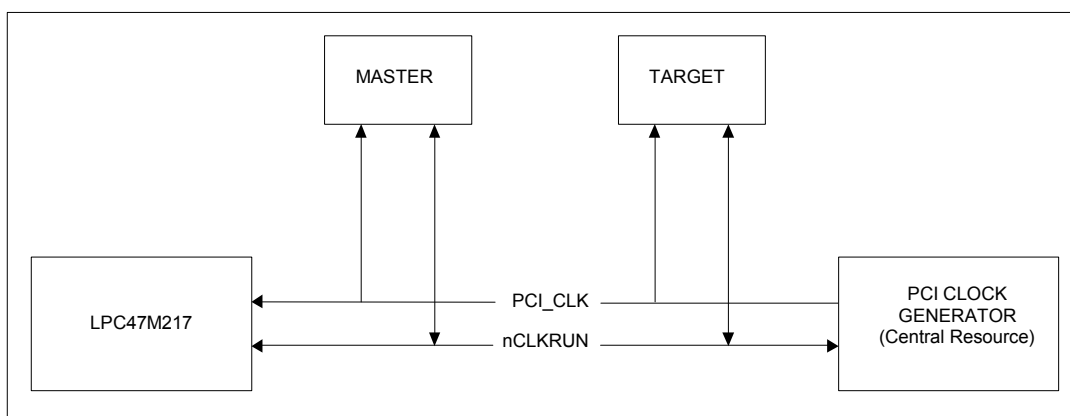 MASTER
TARGET
LPC47M217
PCI_CLK
nCLKRUN
PCI CLOCK
GENERATOR
(Central Resource)